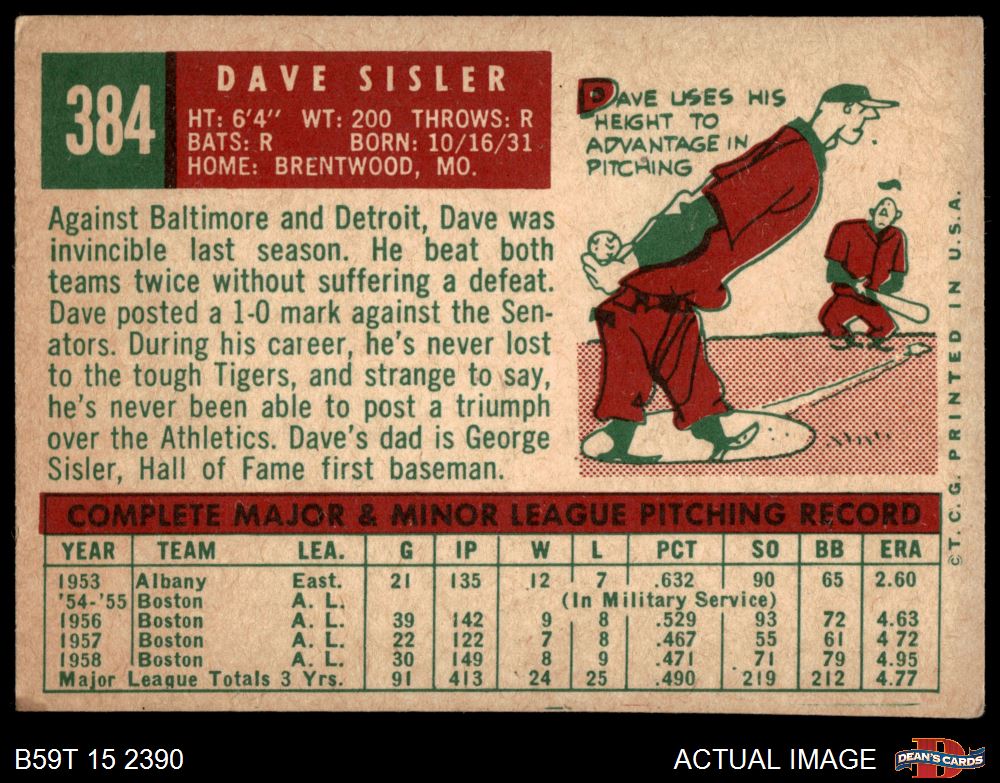 384
DAVE SISLER
HT: 6'4" WT: 200 THROWS: R
BATS: R BORN: 10/16/31
HOME: BRENTWOOD, MO.
Against Baltimore and Detroit, Dave was
invincible last season. He beat both
teams twice without suffering a defeat.
Dave posted a 1-0 mark against the Sen-
ators. During his career, he's never lost
to the tough Tigers, and strange to say,
he's never been able to post a triumph
over the Athletics. Dave's dad is George
Sisler, Hall of Fame first baseman.
DAVE USES HIS
HEIGHT TO
ADVANTAGE IN
PITCHING
© T. C. G. PRINTED IN U. S. A.
COMPLETE MAJOR & MINOR LEAGUE PITCHING RECORD
YEAR TEAM LEA. G IP W L PCT SO BB ERA
1953 Albany East. 21 135 12 7 .632 90 65 2.60
'54-'55 Boston A. L. (In Military Service)
1956 Boston A. L. 39 142 9 8 .529 93 72 4.63
1957 Boston A. L. 22 122 7 8 .467 55 61 4 72
1958 Boston A. L. 30 149 8 9 .471 71 79 4.95
Major League Totals 3 Yrs. 91 413 24 25 .490 219 212 4.77
B59T 15 2390
ACTUAL IMAGE
D
DEAN'S CARDS